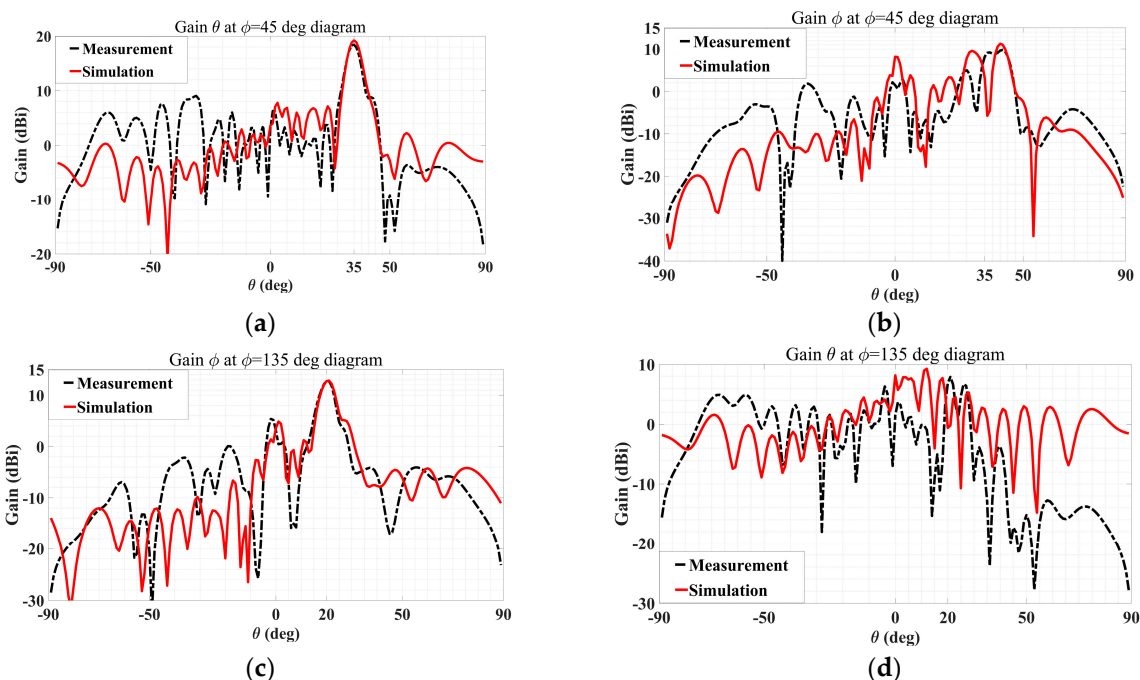 Gain θ at ϕ=45 deg diagram
20
10
0
-10
-20
Gain (dBi)
Measurement
Simulation
-90
-50
0
35
50
90
θ (deg)
(a)
Gain ϕ at ϕ=45 deg diagram
15
10
0
-10
-20
-30
-40
Gain (dBi)
Measurement
Simulation
-90
-50
0
35
50
90
θ (deg)
(b)
Gain ϕ at ϕ=135 deg diagram
15
10
0
-10
-20
-30
Gain (dBi)
Measurement
Simulation
-90
-50
0
20
50
90
θ (deg)
(c)
Gain θ at ϕ=135 deg diagram
10
0
-10
-20
-30
Gain (dBi)
Measurement
Simulation
-90
-50
0
20
50
90
θ (deg)
(d)